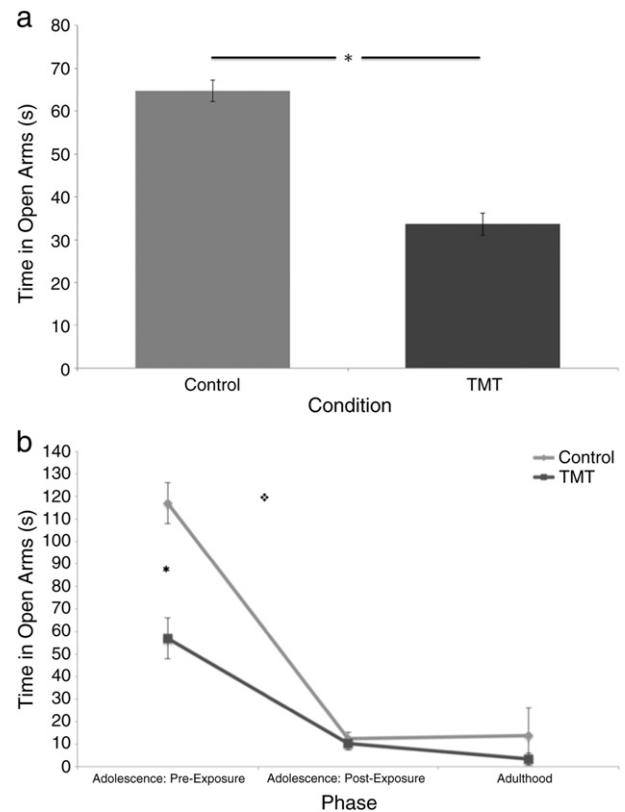 a
80
70
60
50
40
30
20
10
0
Time in Open Arms (s)
*
Control
TMT
Condition
b
140
130
120
110
100
90
80
70
60
50
40
30
20
10
0
Time in Open Arms (s)
❖
*
Control
TMT
Adolescence: Pre-Exposure
Adolescence: Post-Exposure
Adulthood
Phase